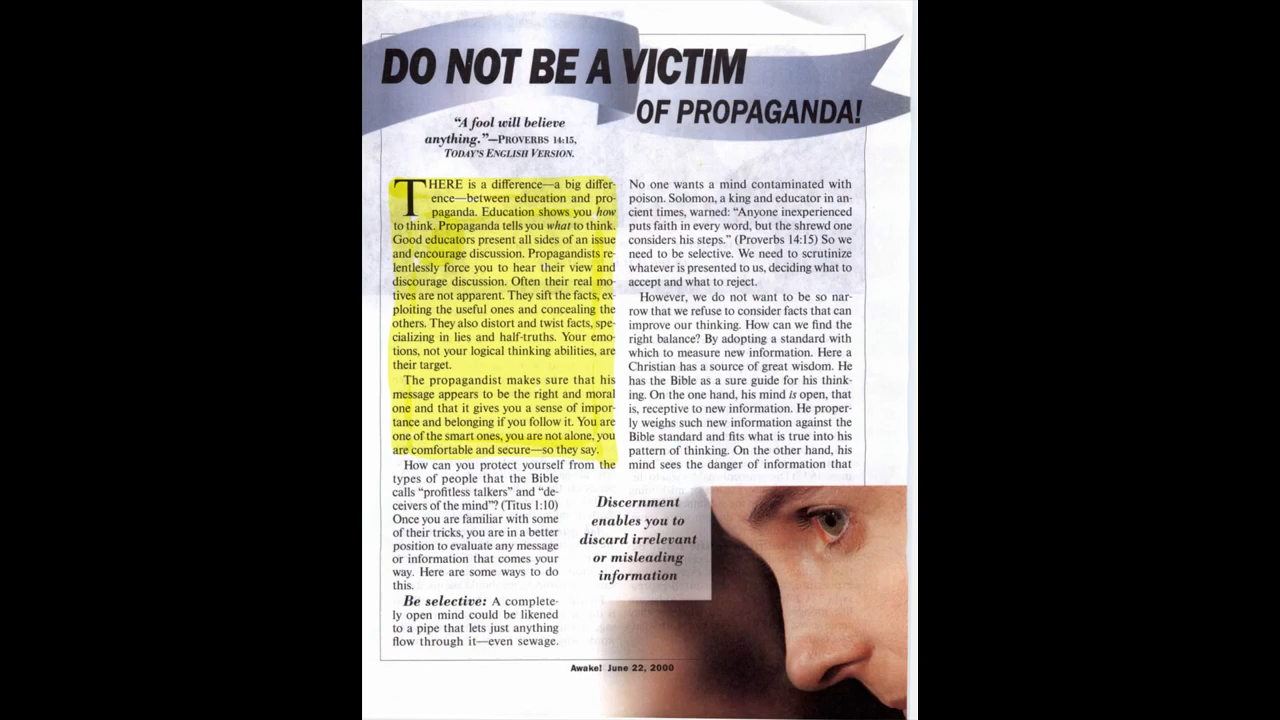 DO NOT BE A VICTIM
OF PROPAGANDA!
“A fool will believe
anything.”—PROVERBS 14:15,
TODAY'S ENGLISH VERSION.
THERE is a difference—a big differ-
ence—between education and pro-
paganda. Education shows you how
to think. Propaganda tells you what to think.
Good educators present all sides of an issue
and encourage discussion. Propagandists re-
lentlessly force you to hear their view and
discourage discussion. Often their real mo-
tives are not apparent. They sift the facts, ex-
ploiting the useful ones and concealing the
others. They also distort and twist facts, spe-
cializing in lies and half-truths. Your emo-
tions, not your logical thinking abilities, are
their target.
The propagandist makes sure that his
message appears to be the right and moral
one and that it gives you a sense of impor-
tance and belonging if you follow it. You are
one of the smart ones, you are not alone, you
are comfortable and secure—so they say.
How can you protect yourself from the
types of people that the Bible
calls “profitless talkers” and “de-
ceivers of the mind”? (Titus 1:10)
Once you are familiar with some
of their tricks, you are in a better
position to evaluate any message
or information that comes your
way. Here are some ways to do
this.
Be selective: A complete-
ly open mind could be likened
to a pipe that lets just anything
flow through it—even sewage.
No one wants a mind contaminated with
poison. Solomon, a king and educator in an-
cient times, warned: “Anyone inexperienced
puts faith in every word, but the shrewd one
considers his steps.” (Proverbs 14:15) So we
need to be selective. We need to scrutinize
whatever is presented to us, deciding what to
accept and what to reject.
However, we do not want to be so nar-
row that we refuse to consider facts that can
improve our thinking. How can we find the
right balance? By adopting a standard with
which to measure new information. Here a
Christian has a source of great wisdom. He
has the Bible as a sure guide for his think-
ing. On the one hand, his mind is open, that
is, receptive to new information. He proper-
ly weighs such new information against the
Bible standard and fits what is true into his
pattern of thinking. On the other hand, his
mind sees the danger of information that
Discernment
enables you to
discard irrelevant
or misleading
information
Awake! June 22, 2000